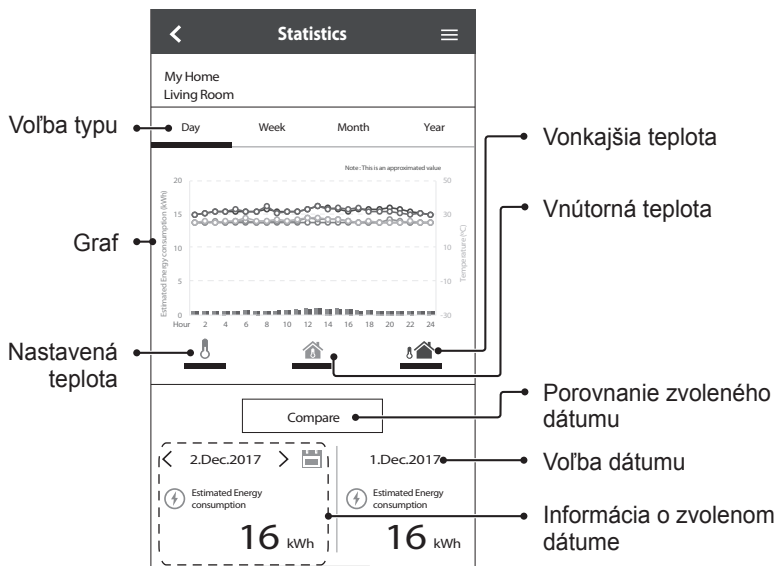 Statistics
My Home
Living Room
Voľba typu
Day Week Month Year
Vonkajšia teplota
Note : This is an approximated value
Vnútorná teplota
Graf
Estimated Energy consumption (kWh)
20
15
10
5
0
50
30
10
-10
-30
Temperature (°C)
Hour 2 4 6 8 10 12 14 16 18 20 22 24
Nastavená
teplota
Compare
Porovnanie zvoleného
dátumu
2.Dec.2017
1.Dec.2017
Voľba dátumu
Estimated Energy
consumption
16 kWh
Estimated Energy
consumption
16 kWh
Informácia o zvolenom
dátume